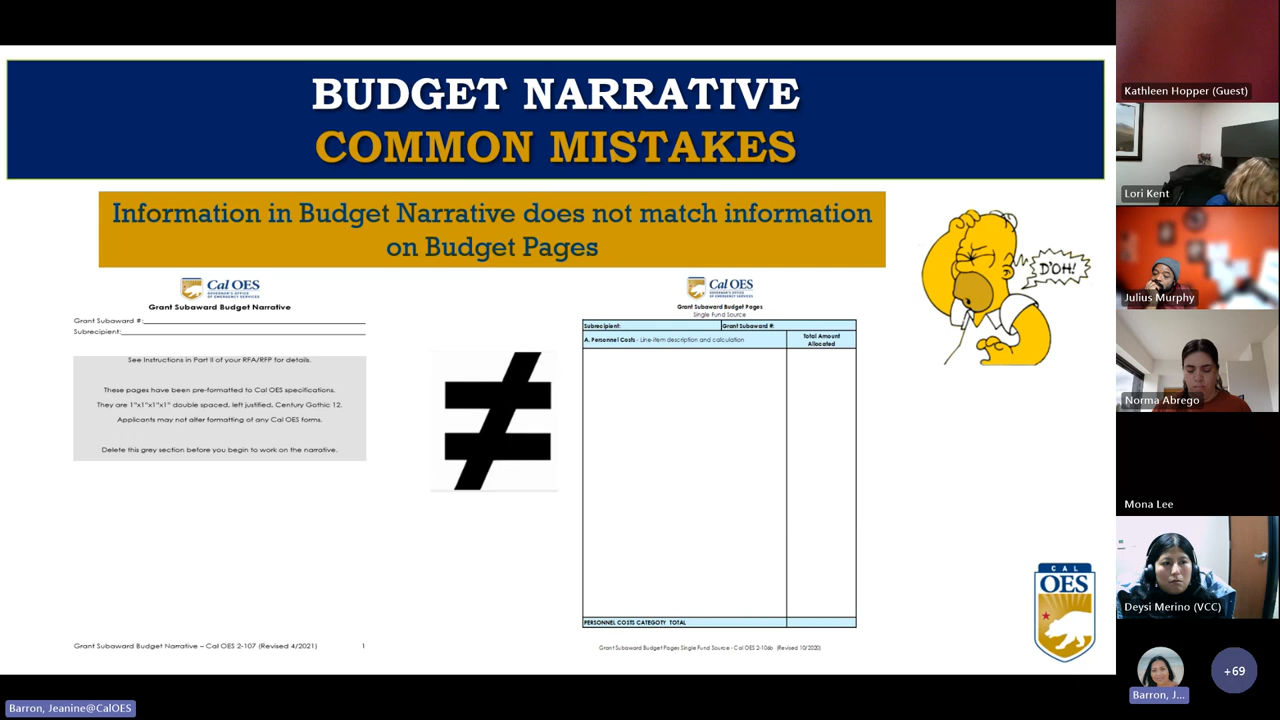 BUDGET NARRATIVE
COMMON MISTAKES
Information in Budget Narrative does not match information
on Budget Pages
Cal OES
GOVERNOR'S OFFICE
OF EMERGENCY SERVICES
Grant Subaward Budget Narrative
Grant Subaward #:
Subrecipient:
See Instructions in Part II of your RFA/RFP for details.
These pages have been pre-formatted to Cal OES specifications.
They are 1"x1"x1"x1" double spaced, left justified, Century Gothic 12.
Applicants may not alter formatting of any Cal OES forms.
Delete this grey section before you begin to work on the narrative.
Grant Subaward Budget Narrative – Cal OES 2-107 (Revised 4/2021)
1
≠
Cal OES
GOVERNOR'S OFFICE
OF EMERGENCY SERVICES
Grant Subaward Budget Pages
Single Fund Source
Subrecipient:
Grant Subaward #:
A. Personnel Costs - Line-item description and calculation
Total Amount
Allocated
PERSONNEL COSTS CATEGOTY TOTAL
Grant Subaward Budget Pages Single Fund Source - Cal OES 2-106b (Revised 10/2020)
D'OH!
CAL
OES
Kathleen Hopper (Guest)
Lori Kent
Julius Murphy
Norma Abrego
Mona Lee
Deysi Merino (VCC)
Barron, J...
+69
Barron, Jeanine@CalOES